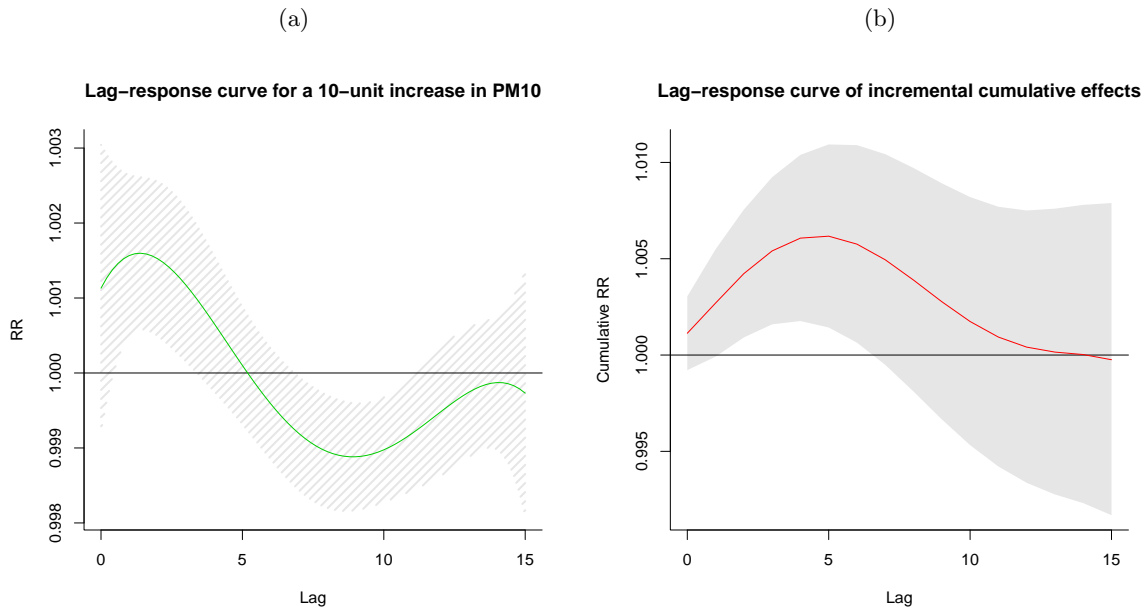 (a)
Lag−response curve for a 10−unit increase in PM10
RR
1.003
1.002
1.001
1.000
0.999
0.998
0 5 10 15
Lag
(b)
Lag−response curve of incremental cumulative effects
Cumulative RR
1.010
1.005
1.000
0.995
0 5 10 15
Lag